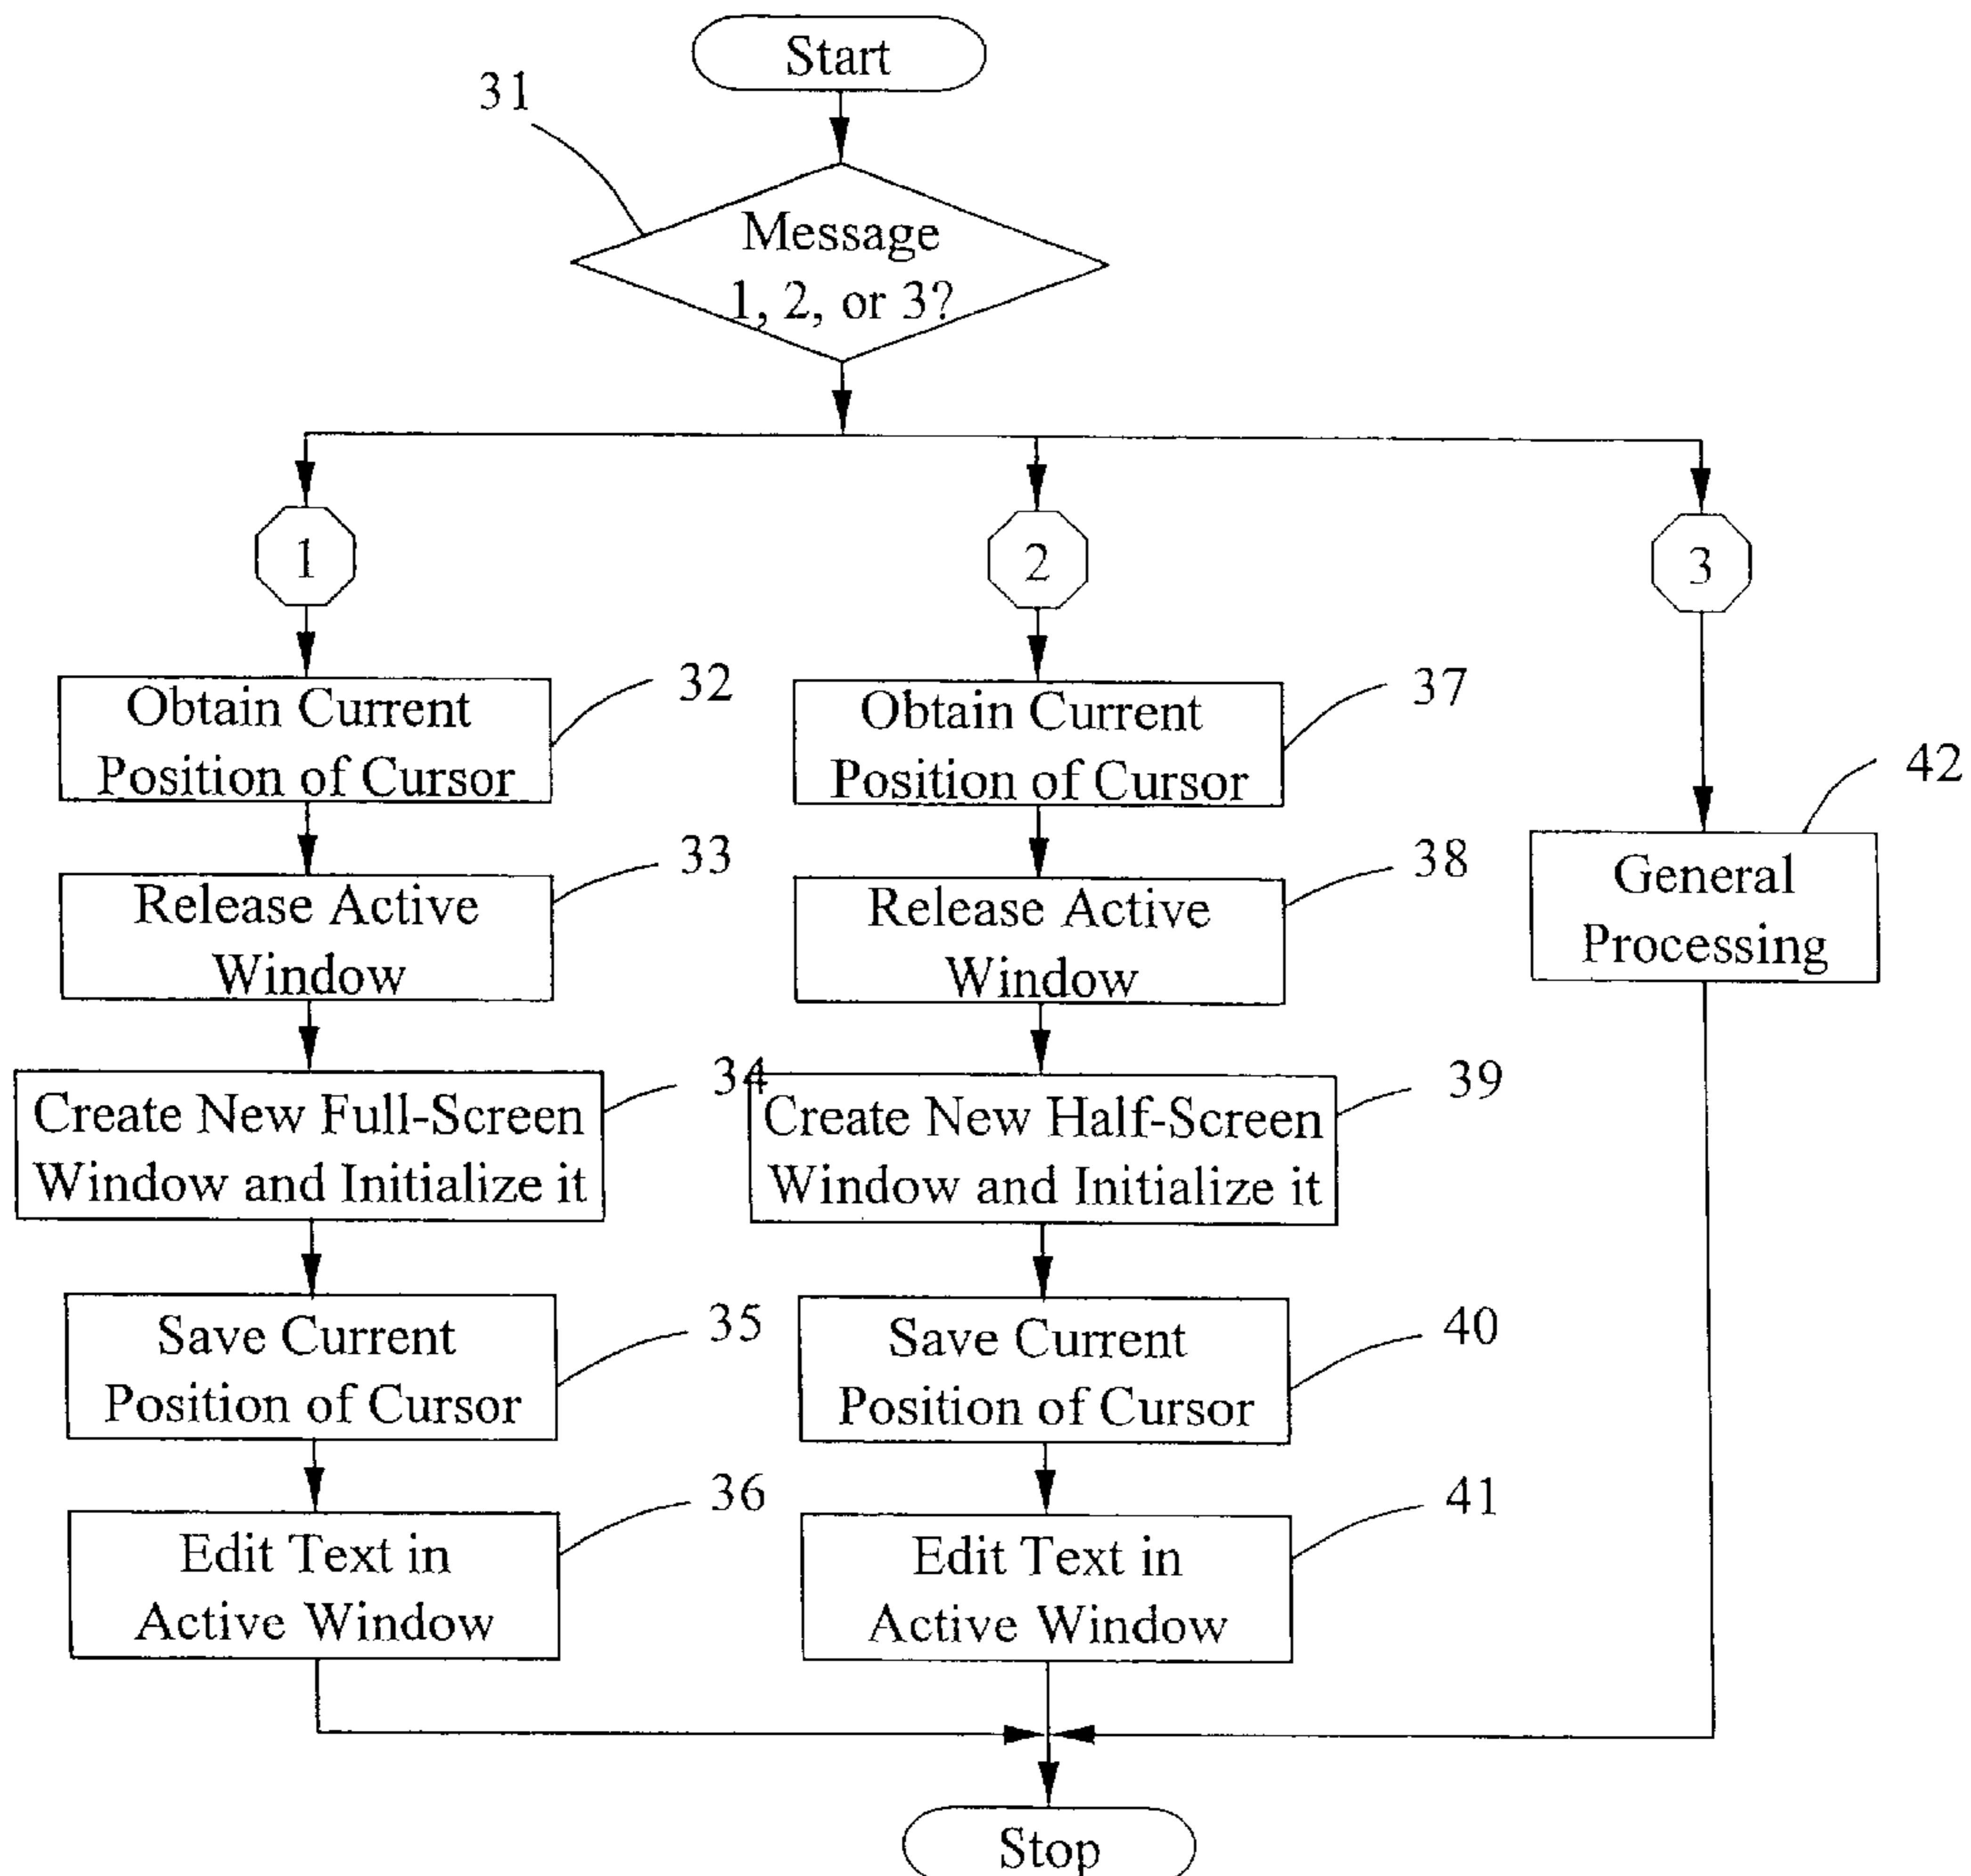 Start
31
Message
1, 2, or 3?
1
2
3
Obtain Current
Position of Cursor
32
Release Active
Window
33
Create New Full-Screen
Window and Initialize it
34
Save Current
Position of Cursor
35
Edit Text in
Active Window
36
Obtain Current
Position of Cursor
37
Release Active
Window
38
Create New Half-Screen
Window and Initialize it
39
Save Current
Position of Cursor
40
Edit Text in
Active Window
41
General
Processing
42
Stop